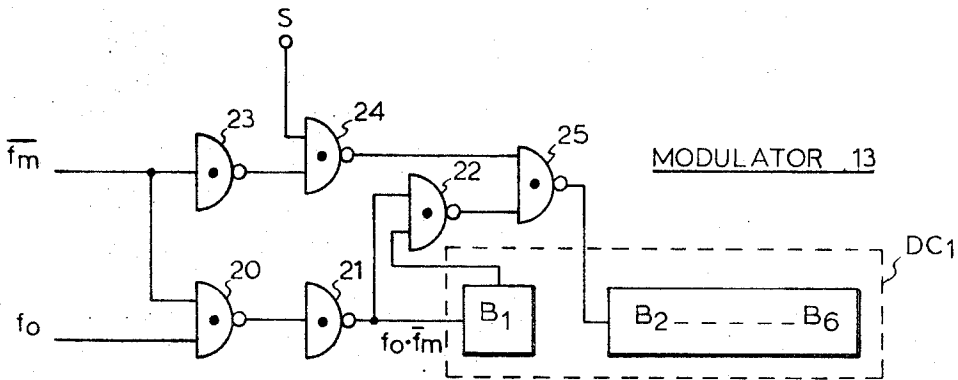 S
23
24
25
f̅m̅
22
MODULATOR 13
DC1
20
21
fo
fo·f̅m
B1
B2 – – – – – – B6